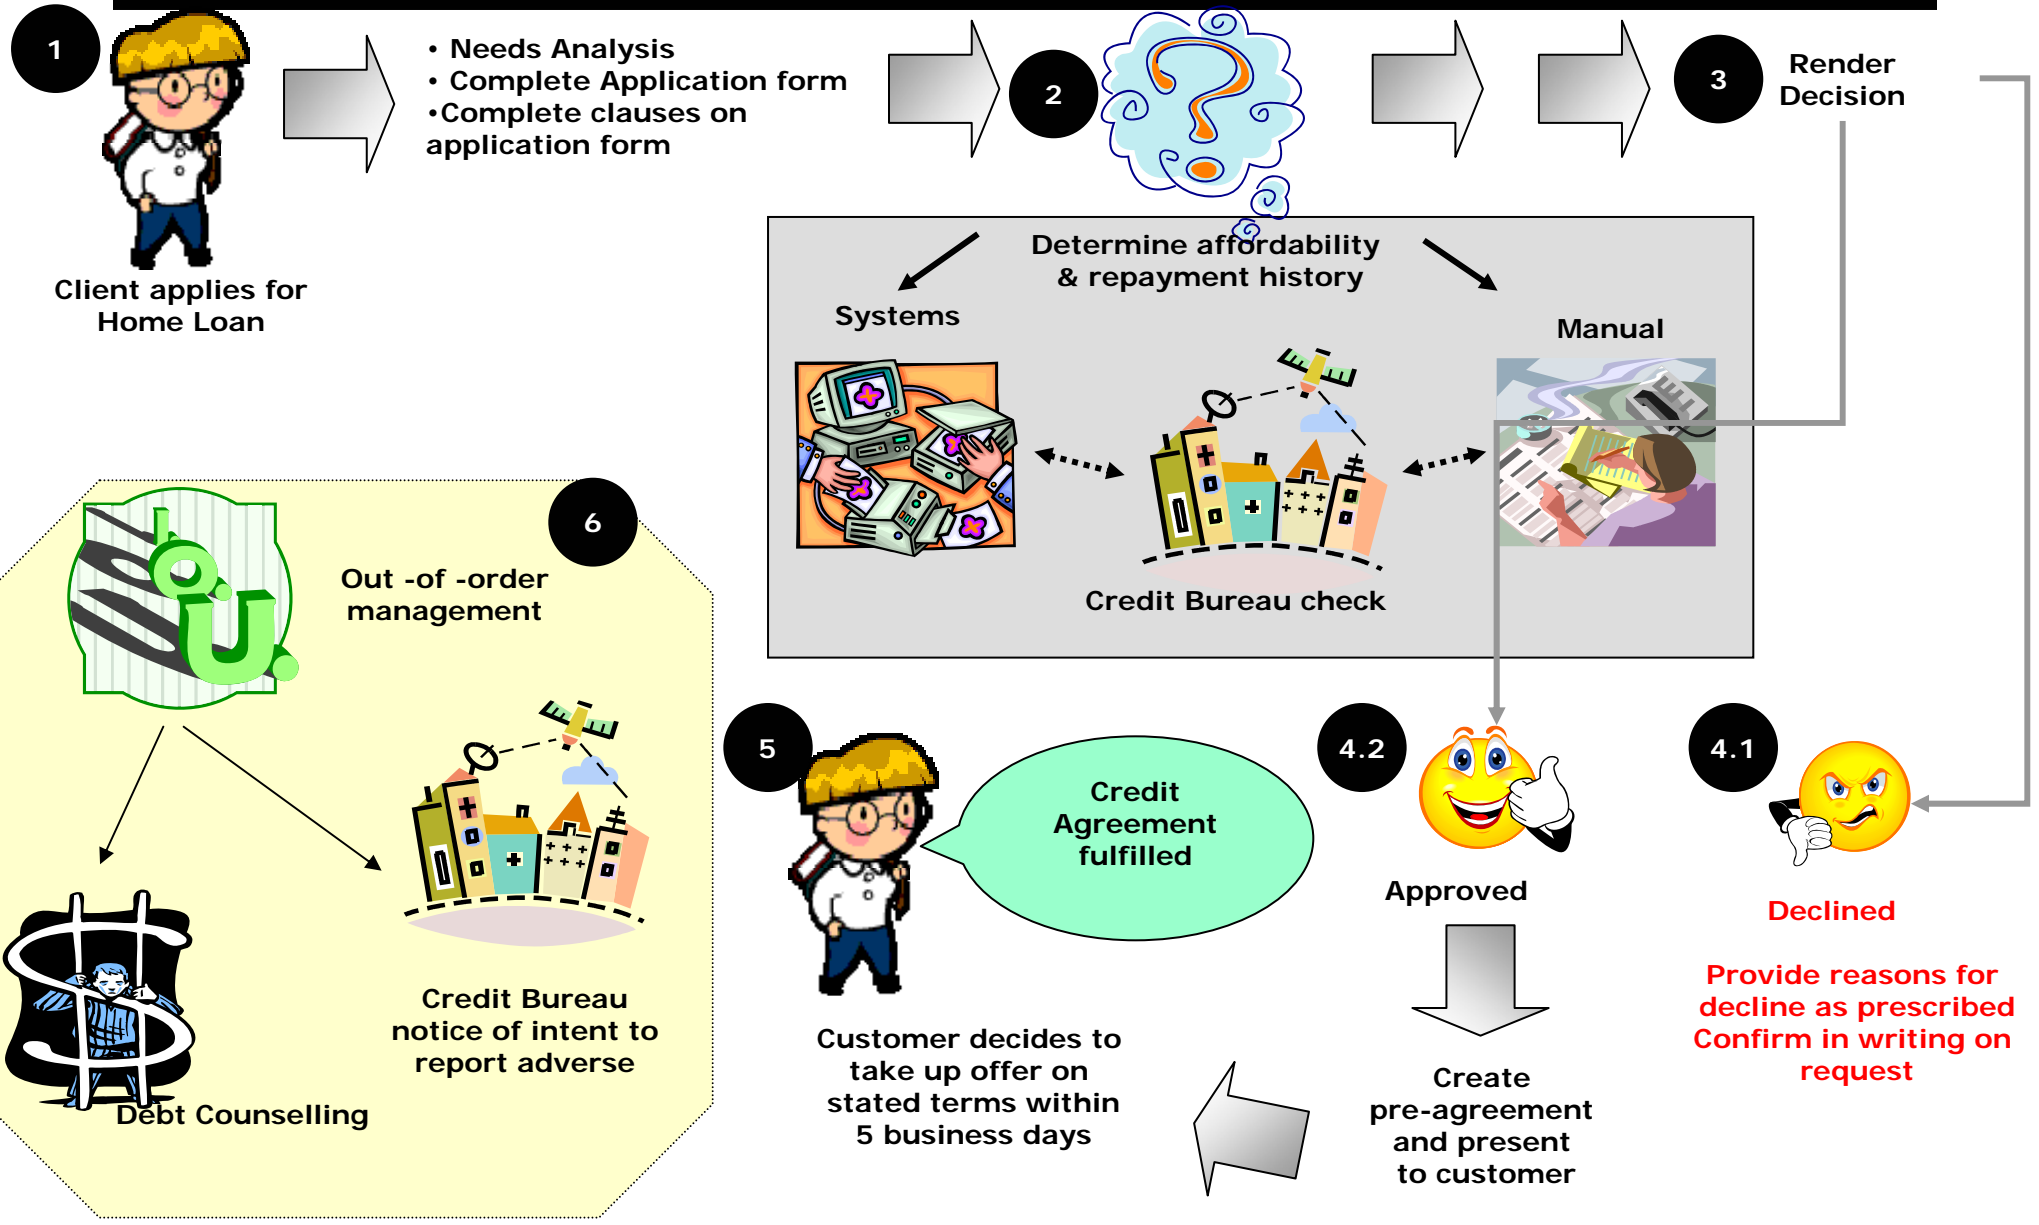 1
Client applies for
Home Loan
• Needs Analysis
• Complete Application form
•Complete clauses on
application form
2
?
Determine affordability
& repayment history
Systems
Manual
Credit Bureau check
3
Render
Decision
4.1
Declined
Provide reasons for
decline as prescribed
Confirm in writing on
request
4.2
Approved
Create
pre-agreement
and present
to customer
5
Credit
Agreement
fulfilled
Customer decides to
take up offer on
stated terms within
5 business days
6
I.O.U.
Out -of -order
management
Credit Bureau
notice of intent to
report adverse
$
Debt Counselling